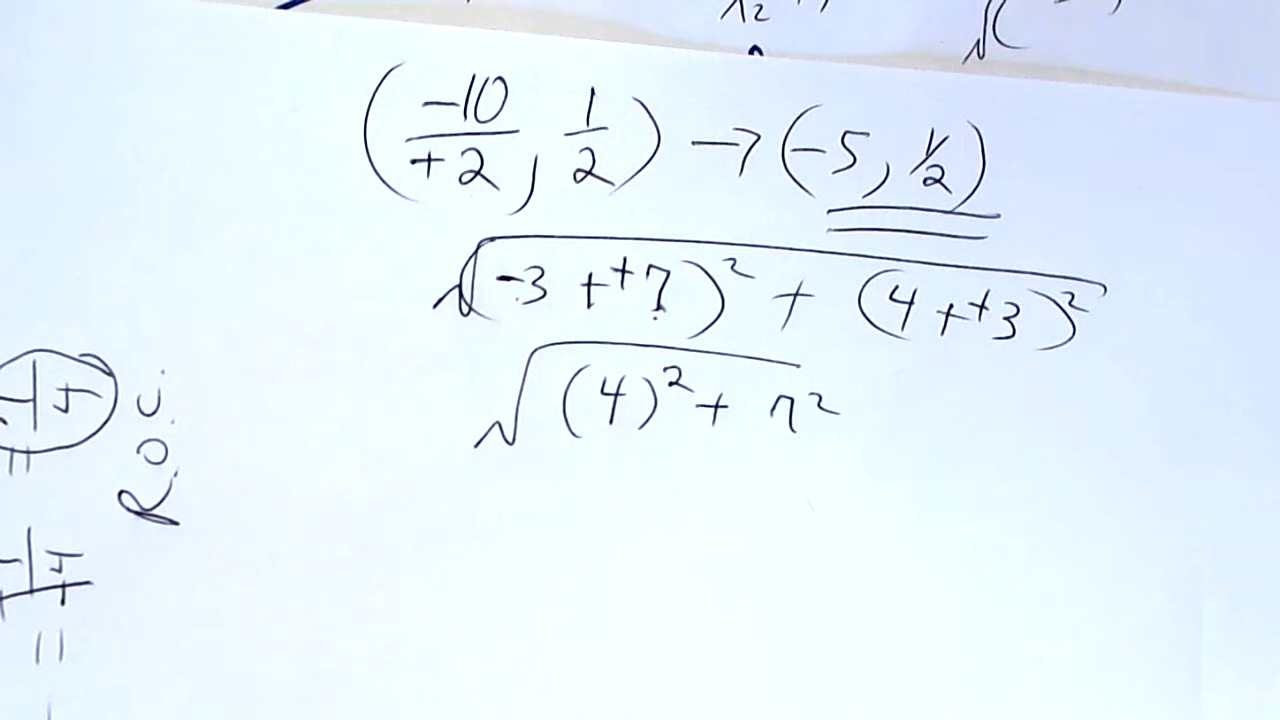 (-10/+2, 1/2) → (-5, 1/2)
√(-3 + +7)² + (4 + +3)²
√(4)² + 7²
R.O.C.